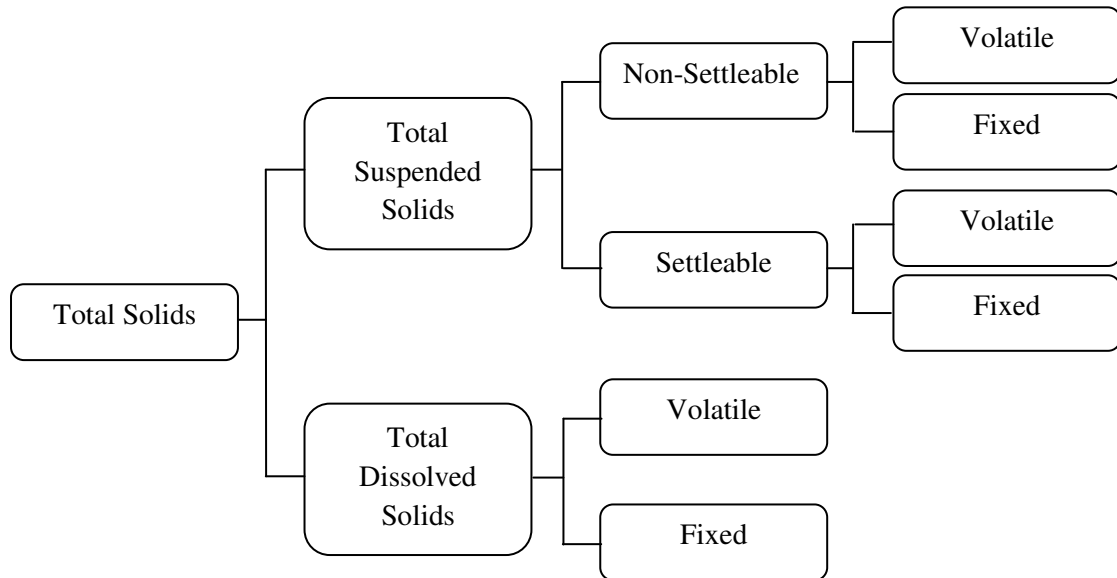 Volatile
Non-Settleable
Fixed
Total
Suspended
Solids
Volatile
Settleable
Fixed
Total Solids
Volatile
Total
Dissolved
Solids
Fixed